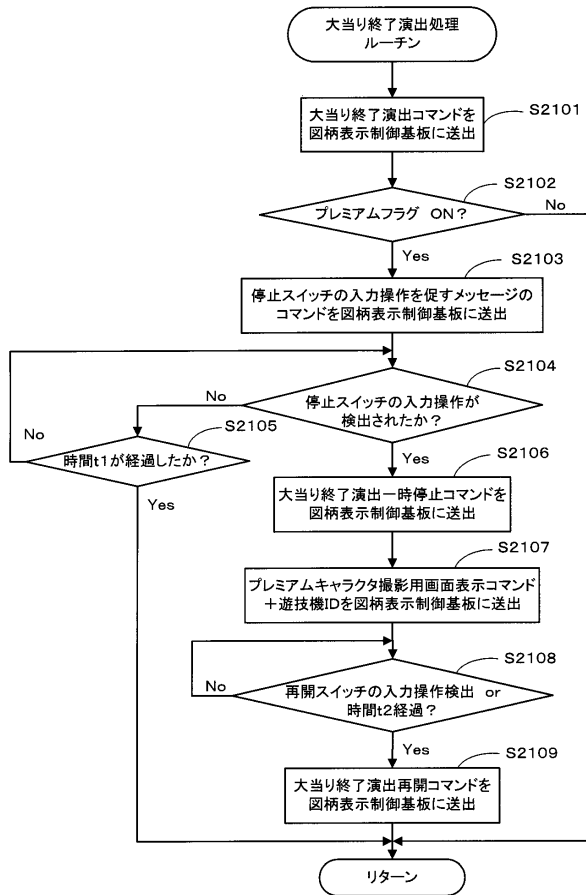 大当り終了演出処理
ルーチン
大当り終了演出コマンドを
図柄表示制御基板に送出
S2101
プレミアムフラグ ON?
S2102
No
Yes
S2103
停止スイッチの入力操作を促すメッセージの
コマンドを図柄表示制御基板に送出
S2104
停止スイッチの入力操作が
検出されたか?
No
S2105
No
時間t1が経過したか?
Yes
Yes
S2106
大当り終了演出一時停止コマンドを
図柄表示制御基板に送出
S2107
プレミアムキャラクタ撮影用画面表示コマンド
+遊技機IDを図柄表示制御基板に送出
S2108
再開スイッチの入力操作検出 or
時間t2経過?
No
Yes
S2109
大当り終了演出再開コマンドを
図柄表示制御基板に送出
リターン